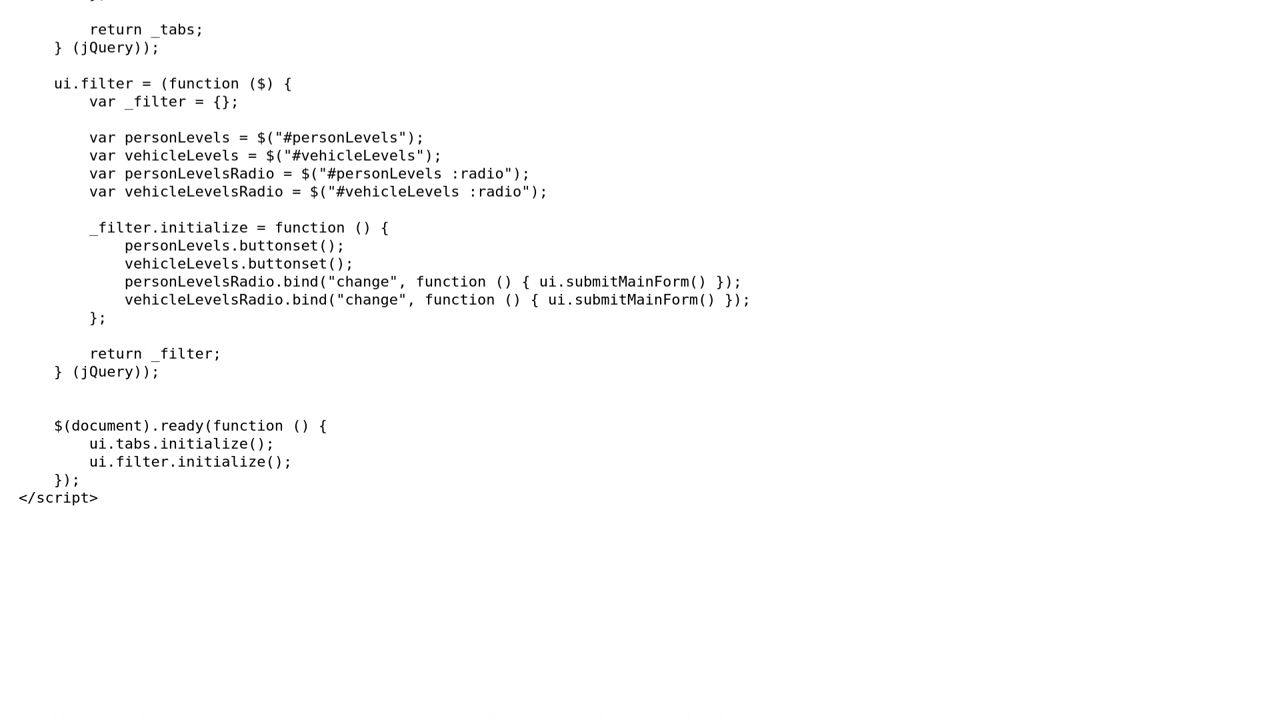 return _tabs;
} (jQuery));
ui.filter = (function ($) {
var _filter = {};
var personLevels = $("#personLevels");
var vehicleLevels = $("#vehicleLevels");
var personLevelsRadio = $("#personLevels :radio");
var vehicleLevelsRadio = $("#vehicleLevels :radio");
_filter.initialize = function () {
personLevels.buttonset();
vehicleLevels.buttonset();
personLevelsRadio.bind("change", function () { ui.submitMainForm() });
vehicleLevelsRadio.bind("change", function () { ui.submitMainForm() });
};
return _filter;
} (jQuery));
$(document).ready(function () {
ui.tabs.initialize();
ui.filter.initialize();
});
</script>